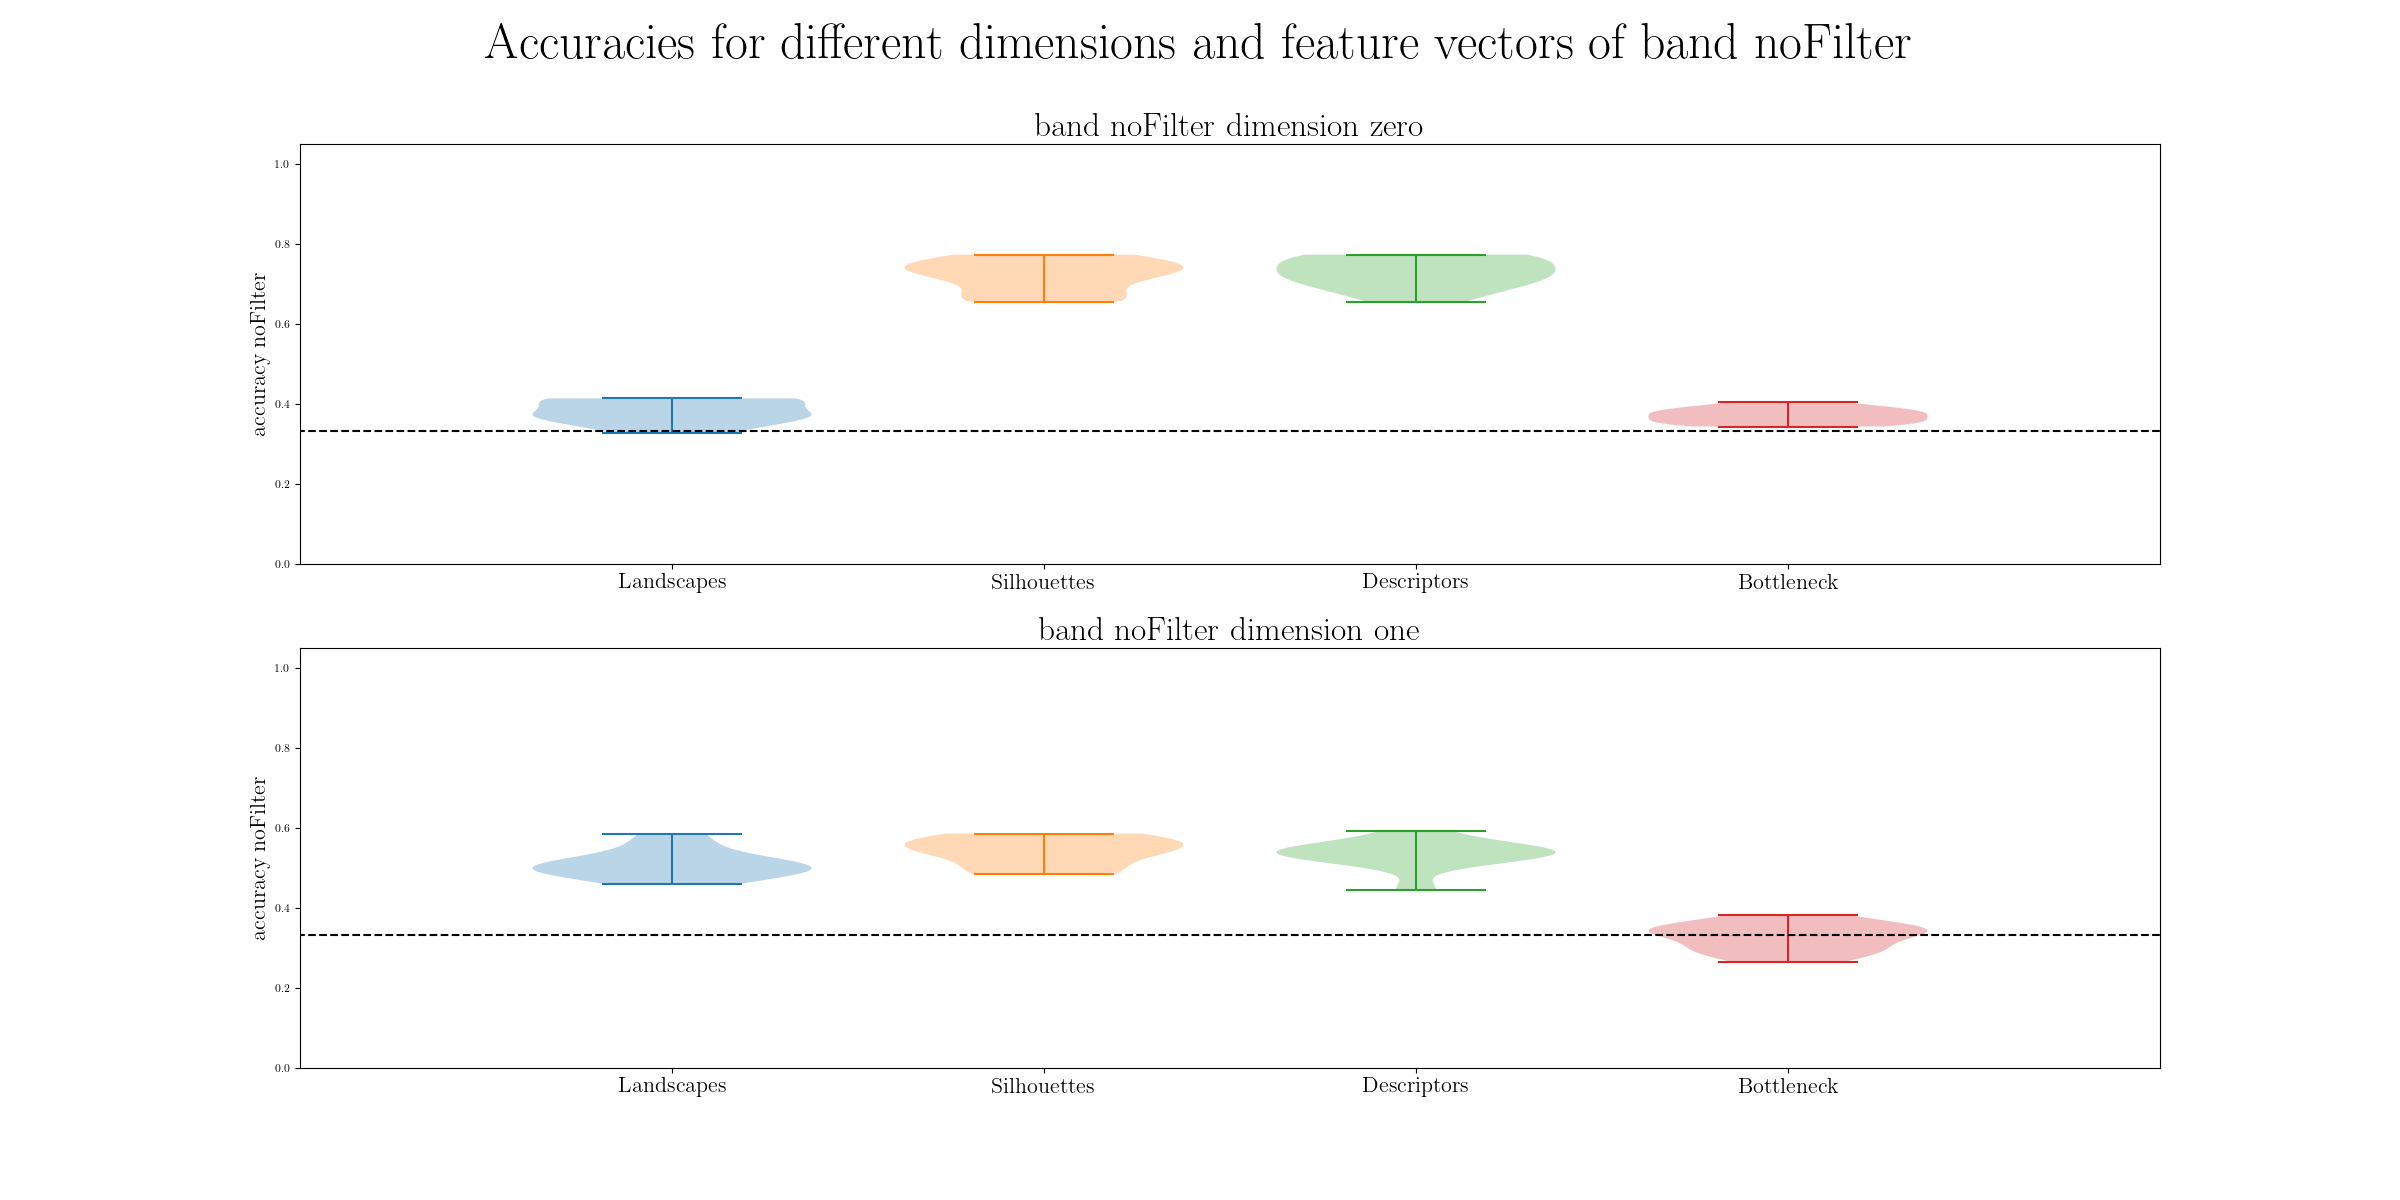 Accuracies for different dimensions and feature vectors of band noFilter
band noFilter dimension zero
accuracy noFilter
1.0
0.8
0.6
0.4
0.2
0.0
Landscapes Silhouettes Descriptors Bottleneck
band noFilter dimension one
accuracy noFilter
1.0
0.8
0.6
0.4
0.2
0.0
Landscapes Silhouettes Descriptors Bottleneck